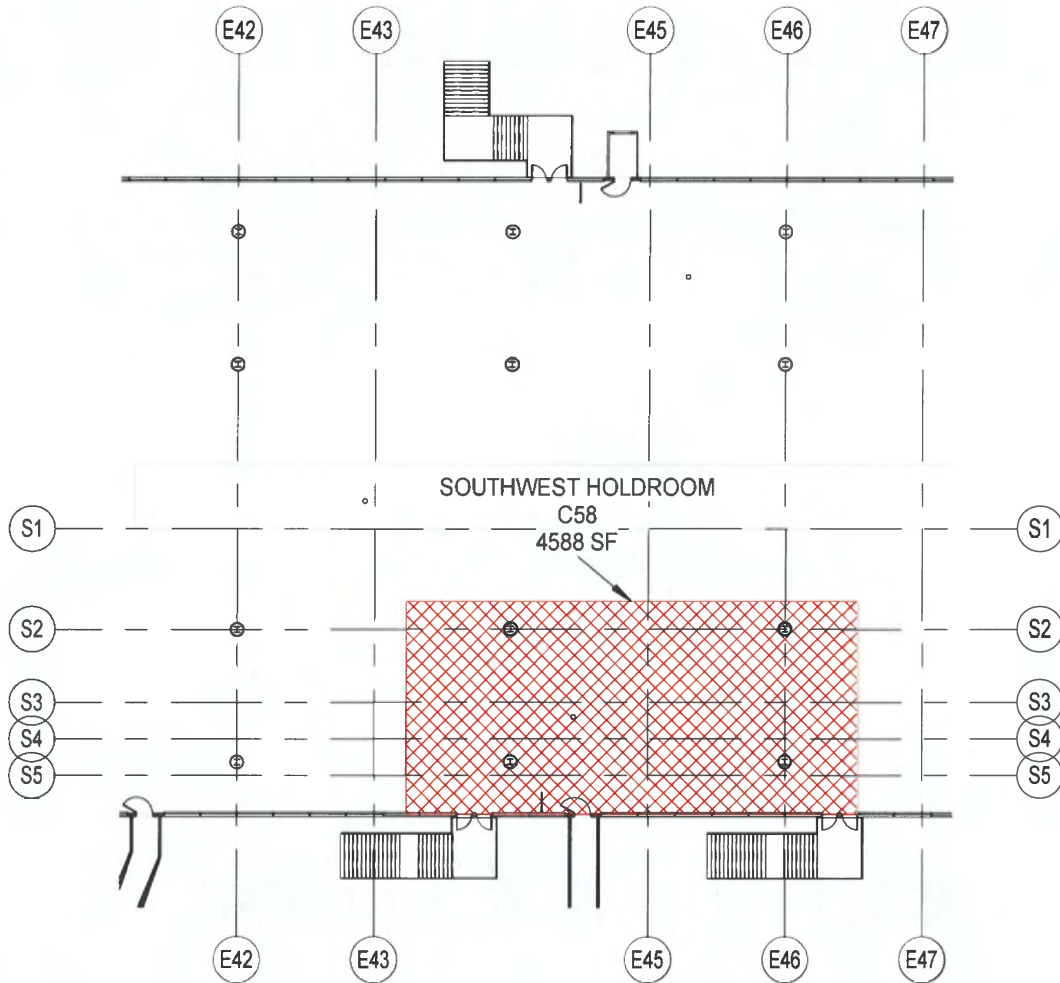 E42 E43 E45 E46 E47
SOUTHWEST HOLDROOM
C58
4588 SF
S1 S1
S2 S2
S3 S3
S4 S4
S5 S5
E42 E43 E45 E46 E47